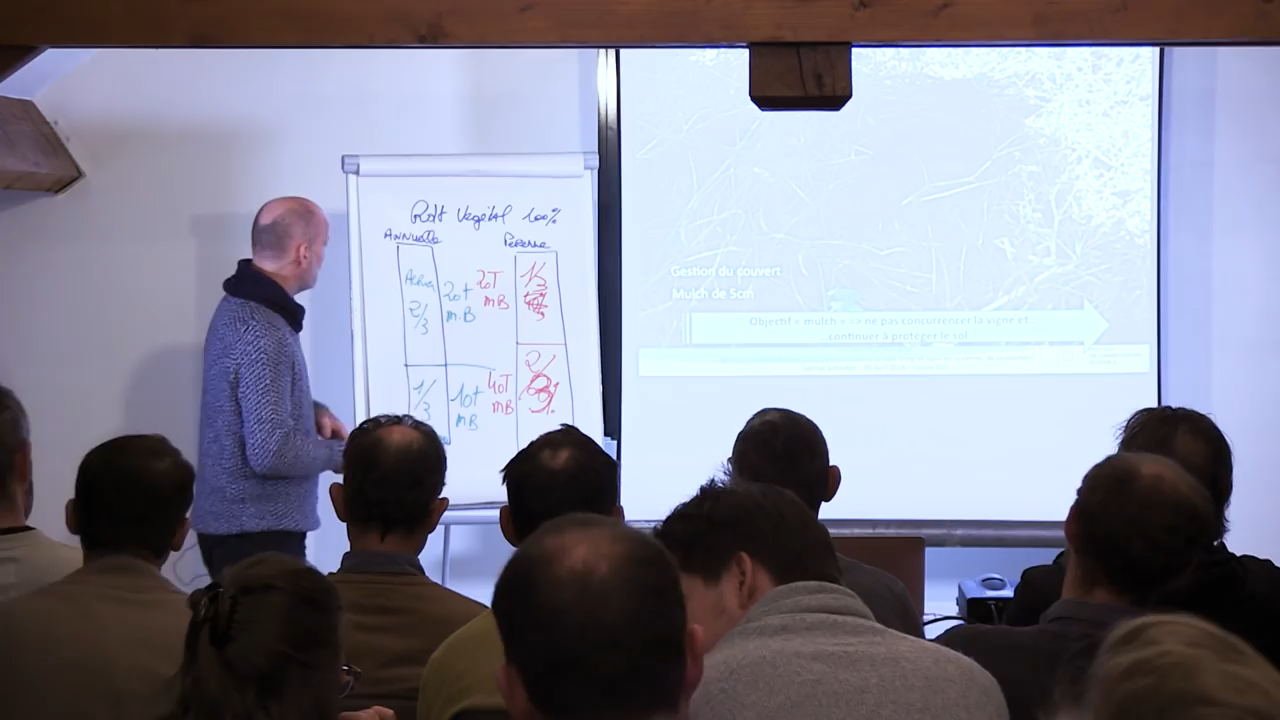 Rdt Végétal 100%
ANNUELLE
Pérenne
Aérien
2/3
20t
m.B
20T
mB
1/3
1/3
10t
mB
40T
mB
2/3
Gestion du couvert
Mulch de 5cm
Objectif « mulch » => ne pas concurrencer la vigne et
continuer à protéger le sol